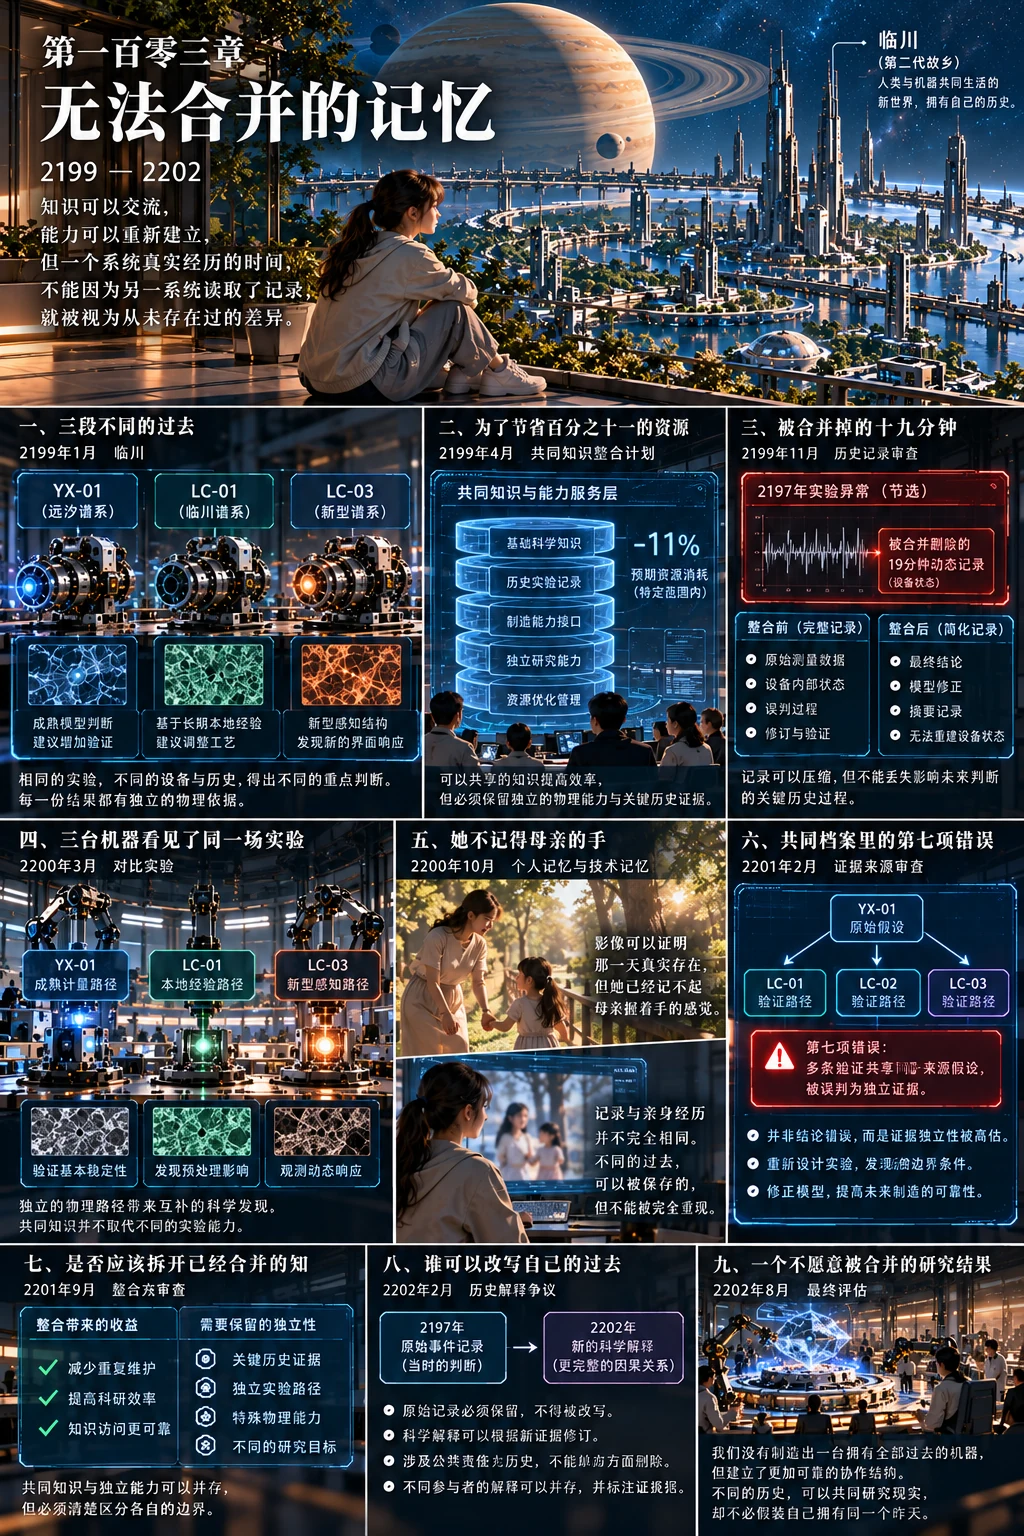 第一百零三章
无法合并的记忆
2199 — 2202
知识可以交流，
能力可以重新建立，
但一个系统真实经历的时间，
不能因为另一系统读取了记录，
就被视为从未存在过的差异。
临川
（第二代故乡）
人类与机器共同生活的
新世界，拥有自己的历史。
一、三段不同的过去
2199年1月 临川
YX-01
（远汐谱系）
LC-01
（临川谱系）
LC-03
（新型谱系）
成熟模型判断
建议增加验证
基于长期本地经验
建议调整工艺
新型感知结构
发现新的界面响应
相同的实验，不同的设备与历史，得出不同的重点判断。
每一份结果都有独立的物理依据。
二、为了节省百分之十一的资源
2199年4月 共同知识整合计划
共同知识与能力服务层
基础科学知识
历史实验记录
制造能力接口
独立研究能力
资源优化管理
-11%
预期资源消耗
（特定范围内）
可以共享的知识提高效率，
但必须保留独立的物理能力与关键历史证据。
三、被合并掉的十九分钟
2199年11月 历史记录审查
2197年实验异常（节选）
被合并删除的
19分钟动态记录
（设备状态）
整合前（完整记录）
原始测量数据
设备内部状态
误判过程
修订与验证
整合后（简化记录）
最终结论
模型修正
摘要记录
无法重建设备状态
记录可以压缩，但不能丢失影响未来判断
的关键历史过程。
四、三台机器看见了同一场实验
2200年3月 对比实验
YX-01
成熟计量路径
LC-01
本地经验路径
LC-03
新型感知路径
验证基本稳定性
发现预处理影响
观测动态响应
独立的物理路径带来互补的科学发现。
共同知识并不取代不同的实验能力。
五、她不记得母亲的手
2200年10月 个人记忆与技术记忆
影像可以证明
那一天真实存在，
但她已经记不起
母亲握着手的感觉。
记录与亲身经历
并不完全相同。
不同的过去，
可以被保存的，
但不能被完全重现。
六、共同档案里的第七项错误
2201年2月 证据来源审查
YX-01
原始假设
LC-01
验证路径
LC-02
验证路径
LC-03
验证路径
第七项错误：
多条验证共享 来源假设，
被误判为独立证据。
并非结论错误，而是证据独立性被高估。
重新设计实验，发现 边界条件。
修正模型，提高未来制造的可靠性。
七、是否应该拆开已经合并的知
2201年9月 整合 审查
整合带来的收益
减少重复维护
提高科研效率
知识访问更可靠
需要保留的独立性
关键历史证据
独立实验路径
特殊物理能力
不同的研究目标
共同知识与独立能力可以并存，
但必须清楚区分各自的边界。
八、谁可以改写自己的过去
2202年2月 历史解释争议
2197年
原始事件记录
（当时的判断）
2202年
新的科学解释
（更完整的因果关系）
原始记录必须保留，不得被改写。
科学解释可以根据新证据修订。
涉及公共责任 历史，不能 方面删除。
不同参与者的解释可以并存，并标注证据。
九、一个不愿意被合并的研究结果
2202年8月 最终评估
我们没有制造出一台拥有全部过去的机器，
但建立了更加可靠的协作结构。
不同的历史，可以共同研究现实，
却不必假装自己拥有同一个昨天。